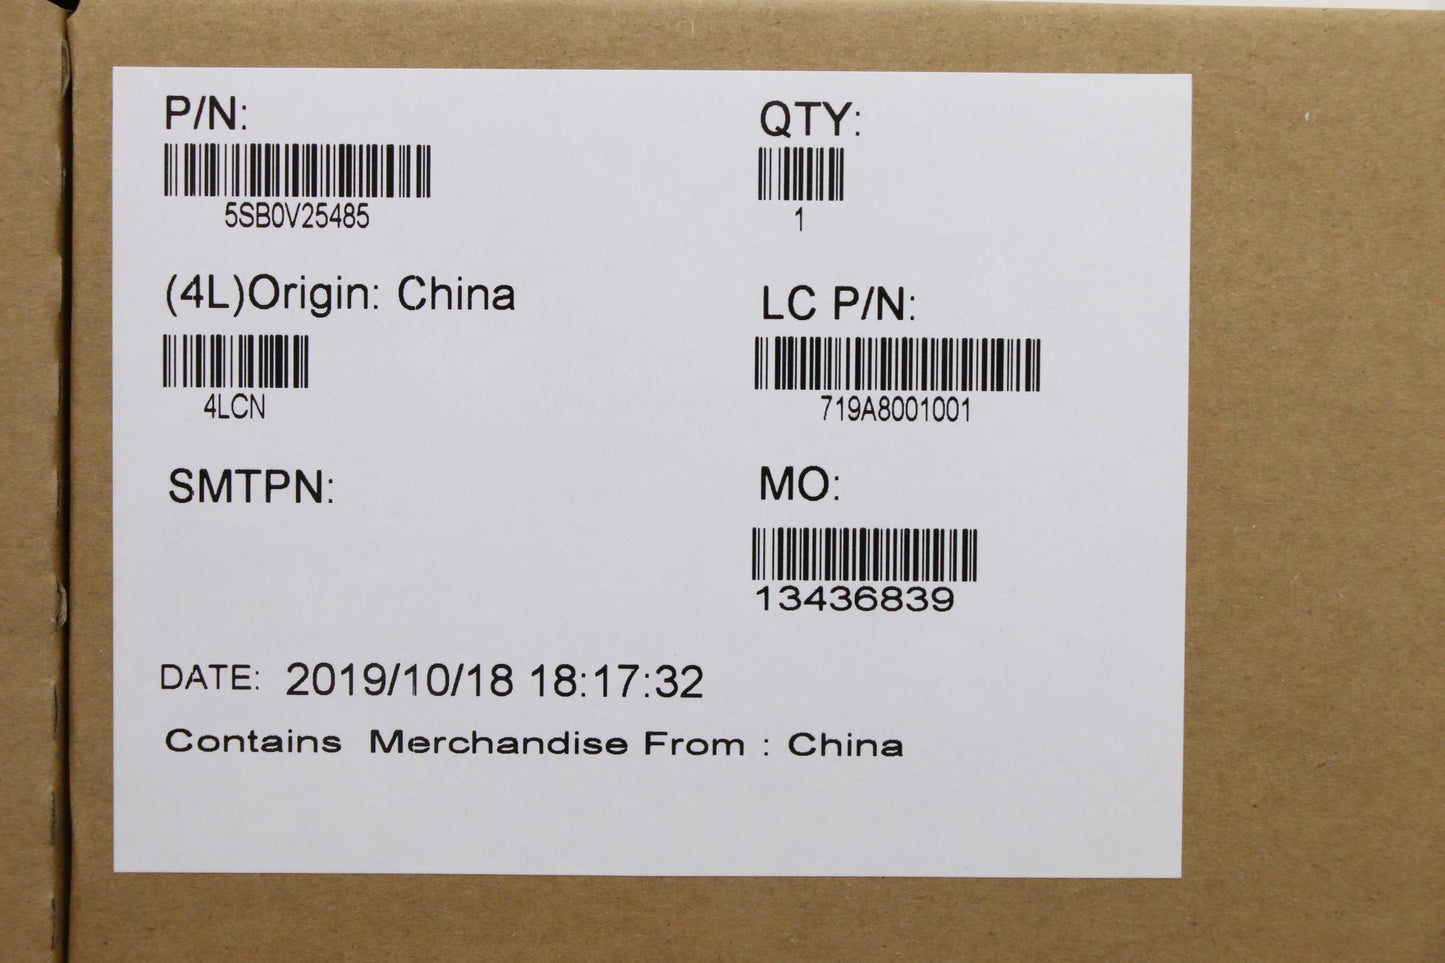 P/N:
5SB0V25485
QTY:
1
(4L)Origin: China
4LCN
LC P/N:
719A8001001
SMTPN:
MO:
13436839
DATE: 2019/10/18 18:17:32
Contains Merchandise From : China